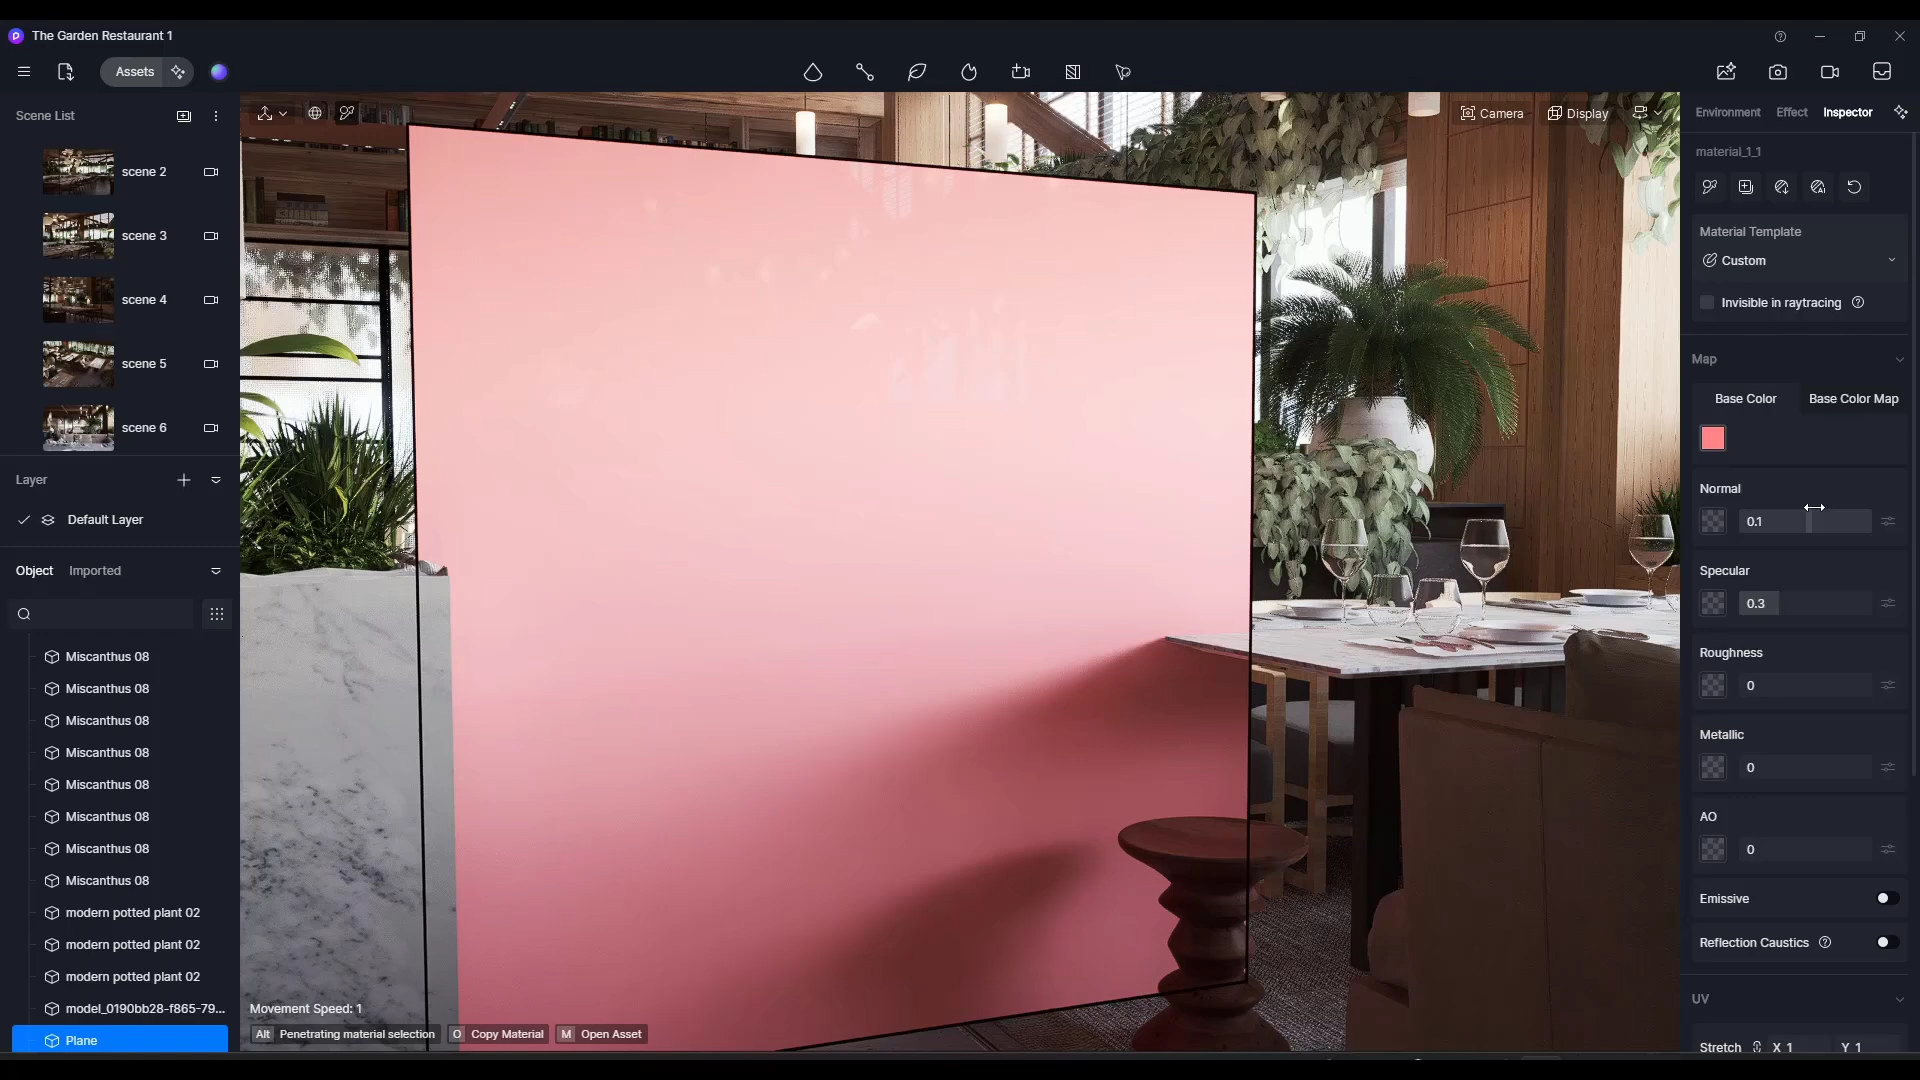 The Garden Restaurant 1
Assets
Scene List
scene 2
scene 3
scene 4
scene 5
scene 6
Layer
Default Layer
Object Imported
Miscanthus 08
Miscanthus 08
Miscanthus 08
Miscanthus 08
Miscanthus 08
Miscanthus 08
Miscanthus 08
Miscanthus 08
modern potted plant 02
modern potted plant 02
modern potted plant 02
model_0190bb28-f865-79...
Plane
Camera Display
Movement Speed: 1
Alt Penetrating material selection O Copy Material M Open Asset
Environment Effect Inspector
material_1_1
Material Template
Custom
Invisible in raytracing
Map
Base Color Base Color Map
Normal
0.1
Specular
0.3
Roughness
0
Metallic
0
AO
0
Emissive
Reflection Caustics
UV
Stretch X 1 Y 1